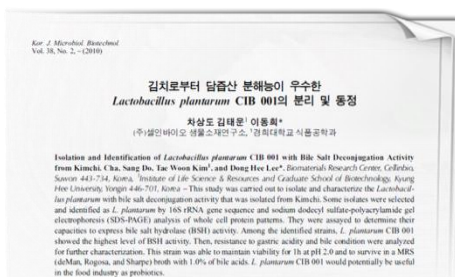 Kor. J. Microbiol. Biotechnol.
Vol. 38, No. 2, – (2010)
김치로부터 담즙산 분해능이 우수한
Lactobacillus plantarum CIB 001의 분리 및 동정
차상도 김태운¹ 이동희*
(주)셀인바이오 생물소재연구소, ¹경희대학교 식품공학과
Isolation and Identification of Lactobacillus plantarum CIB 001 with Bile Salt Deconjugation Activity
from Kimchi. Cha, Sang Do, Tae Woon Kim¹, and Dong Hee Lee*. Biomaterials Research Center, Cellinbio,
Suwon 443-734, Korea, ¹Institute of Life Science & Resources and Graduate School of Biotechnology, Kyung
Hee University, Yongin 446-701, Korea – This study was carried out to isolate and characterize the Lactobacil-
lus plantarum with bile salt deconjugation activity that was isolated from Kimchi. Some isolates were selected
and identified as L. plantarum by 16S rRNA gene sequence and sodium dodecyl sulfate-polyacrylamide gel
electrophoresis (SDS-PAGE) analysis of whole cell protein patterns. They were assayed to determine their
capacities to express bile salt hydrolase (BSH) activity. Among the identified strains, L. plantarum CIB 001
showed the highest level of BSH activity. Then, resistance to gastric acidity and bile condition were analyzed
for further characterization. This stram was able to maintain viability for 1h at pH 2.0 and to survive in a MRS
(deMan, Rogosa, and Sharpe) broth with 1.0% of bile acids. L. plantarum CIB 001 would potentially be useful
in the food industry as probiotics.